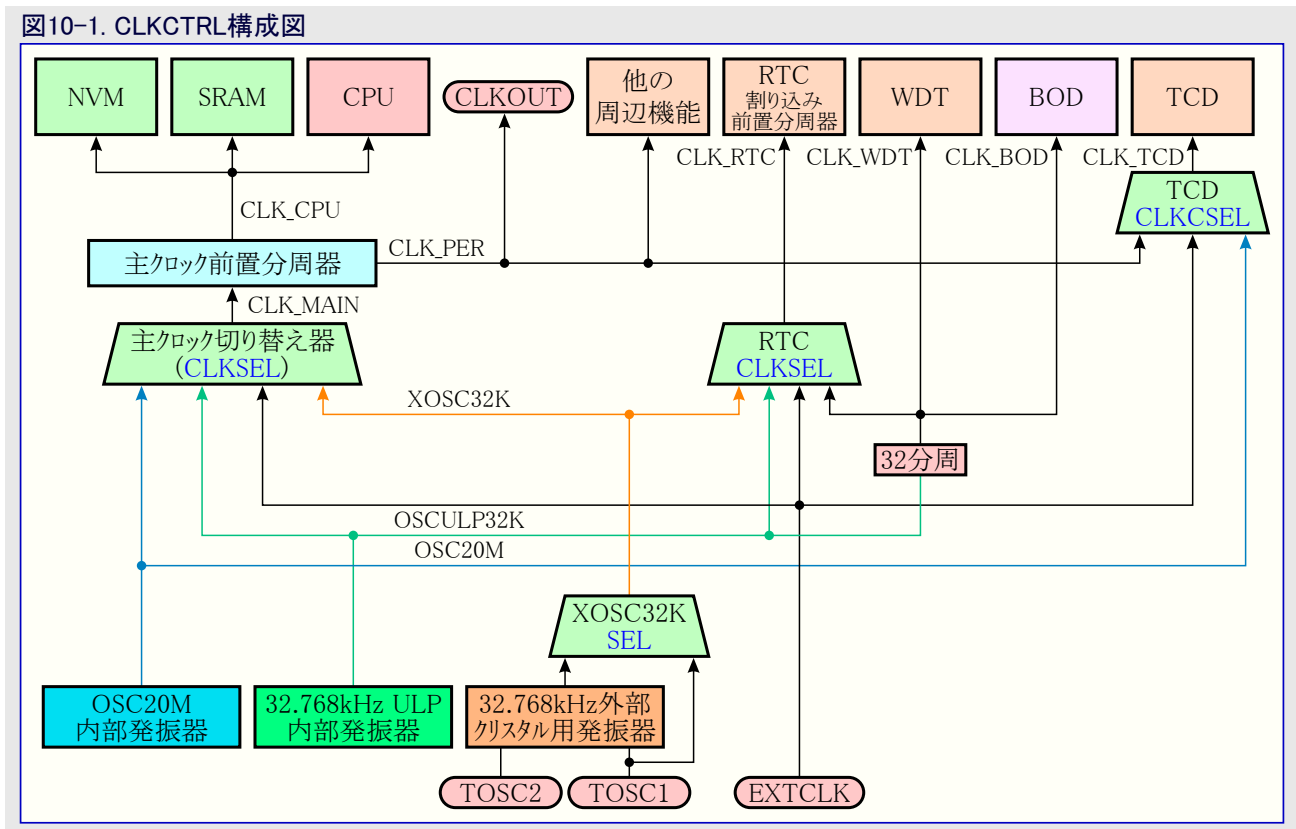 図10-1. CLKCTRL構成図
NVM
SRAM
CPU
CLKOUT
他の
周辺機能
RTC
割り込み
前置分周器
WDT
BOD
TCD
CLK_RTC
CLK_WDT
CLK_BOD
CLK_TCD
TCD
CLKCSEL
CLK_CPU
主クロック前置分周器
CLK_PER
CLK_MAIN
主クロック切り替え器
(CLKSEL)
RTC
CLKSEL
XOSC32K
32分周
OSCULP32K
OSC20M
XOSC32K
SEL
OSC20M
内部発振器
32.768kHz ULP
内部発振器
32.768kHz外部
クリスタル用発振器
TOSC2
TOSC1
EXTCLK